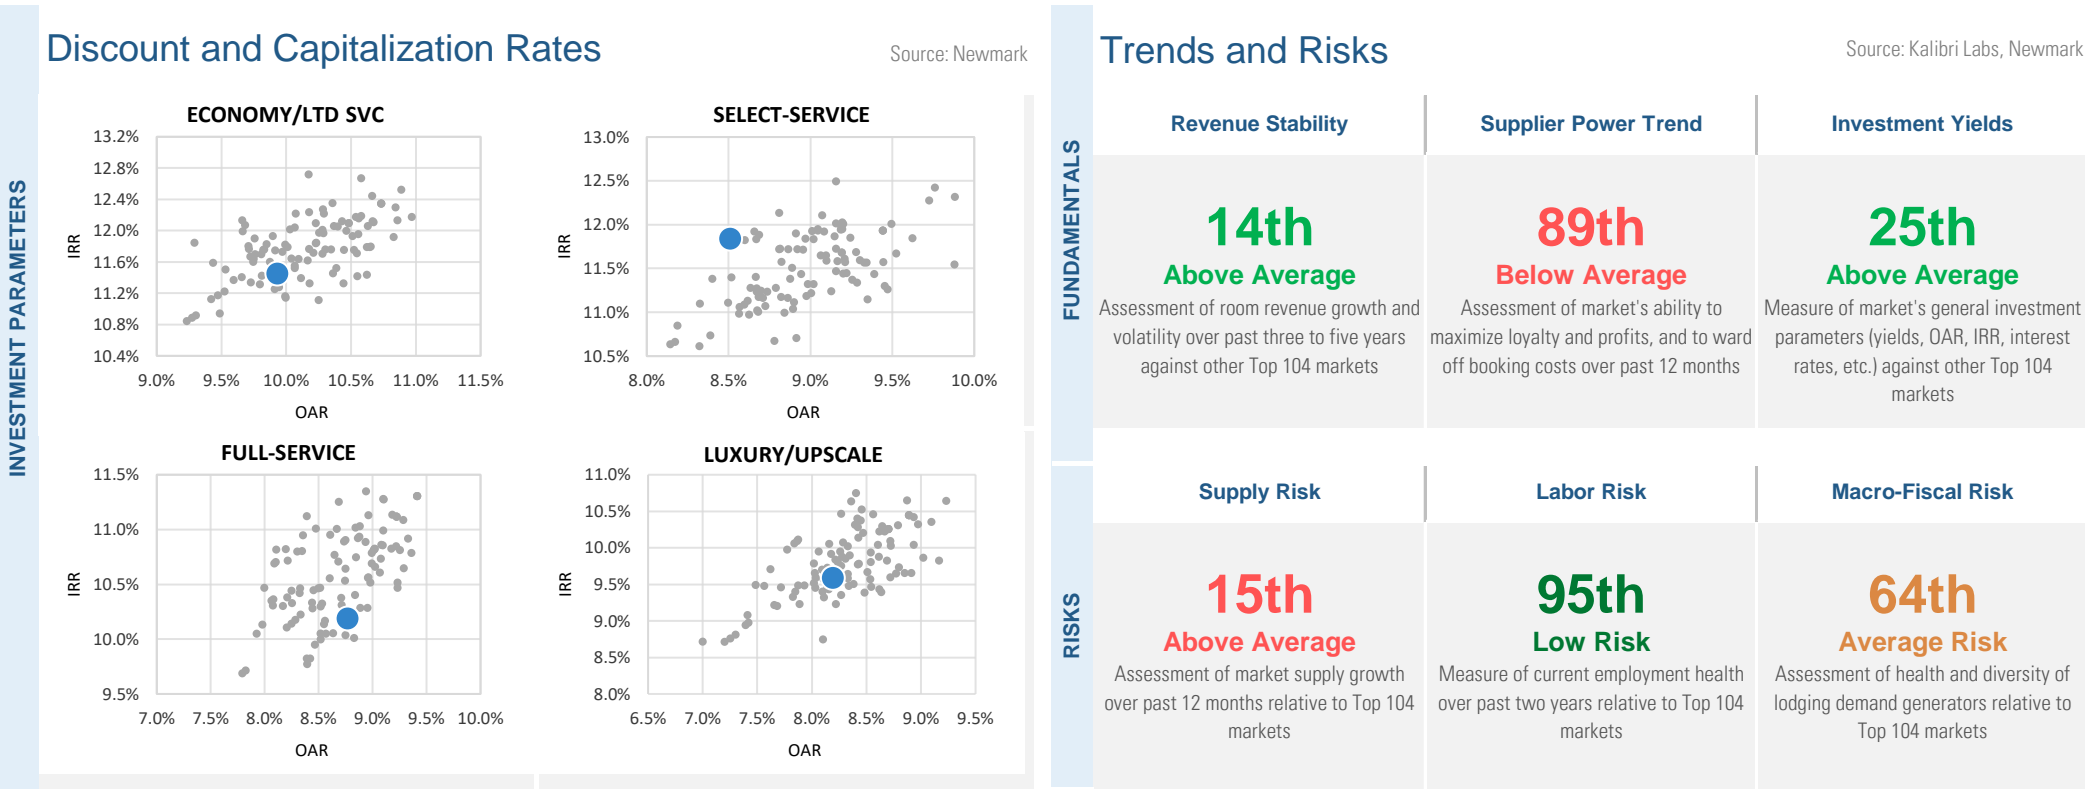 INVESTMENT PARAMETERS
Discount and Capitalization Rates
Source: Newmark
ECONOMY/LTD SVC
13.2%
12.8%
12.4%
12.0%
11.6%
11.2%
10.8%
10.4%
IRR
9.0% 9.5% 10.0% 10.5% 11.0% 11.5%
OAR
SELECT-SERVICE
13.0%
12.5%
12.0%
11.5%
11.0%
10.5%
IRR
8.0% 8.5% 9.0% 9.5% 10.0%
OAR
FULL-SERVICE
11.5%
11.0%
10.5%
10.0%
9.5%
IRR
7.0% 7.5% 8.0% 8.5% 9.0% 9.5% 10.0%
OAR
LUXURY/UPSCALE
11.0%
10.5%
10.0%
9.5%
9.0%
8.5%
8.0%
IRR
6.5% 7.0% 7.5% 8.0% 8.5% 9.0% 9.5%
OAR
Trends and Risks
Source: Kalibri Labs, Newmark
FUNDAMENTALS
Revenue Stability
14th
Above Average
Assessment of room revenue growth and
volatility over past three to five years
against other Top 104 markets
Supplier Power Trend
89th
Below Average
Assessment of market's ability to
maximize loyalty and profits, and to ward
off booking costs over past 12 months
Investment Yields
25th
Above Average
Measure of market's general investment
parameters (yields, OAR, IRR, interest
rates, etc.) against other Top 104
markets
RISKS
Supply Risk
15th
Above Average
Assessment of market supply growth
over past 12 months relative to Top 104
markets
Labor Risk
95th
Low Risk
Measure of current employment health
over past two years relative to Top 104
markets
Macro-Fiscal Risk
64th
Average Risk
Assessment of health and diversity of
lodging demand generators relative to
Top 104 markets